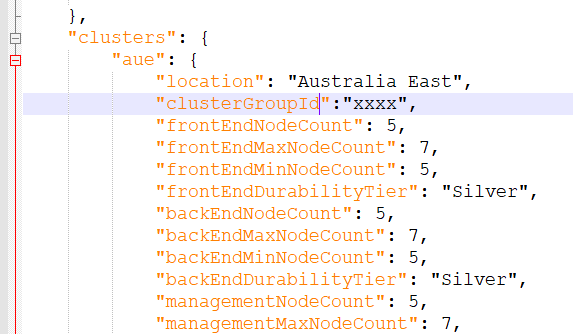 },
"clusters": {
"aue": {
"location": "Australia East",
"clusterGroupId":"xxxx",
"frontEndNodeCount": 5,
"frontEndMaxNodeCount": 7,
"frontEndMinNodeCount": 5,
"frontEndDurabilityTier": "Silver",
"backEndNodeCount": 5,
"backEndMaxNodeCount": 7,
"backEndMinNodeCount": 5,
"backEndDurabilityTier": "Silver",
"managementNodeCount": 5,
"managementMaxNodeCount": 7,